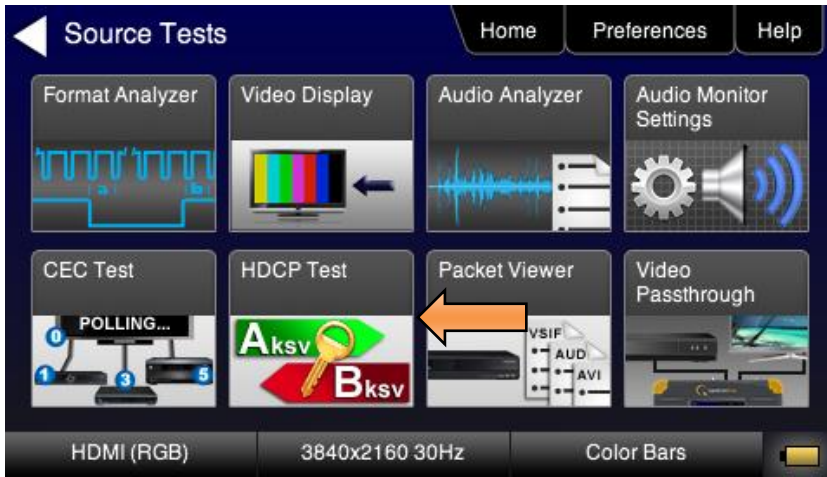 Source Tests
Home
Preferences
Help
Format Analyzer
Video Display
Audio Analyzer
Audio Monitor
Settings
a
b
CEC Test
HDCP Test
Packet Viewer
Video
Passthrough
POLLING...
0
1
3
5
Aksv
Bksv
VSIF
AUD
AVI
HDMI (RGB)
3840x2160 30Hz
Color Bars